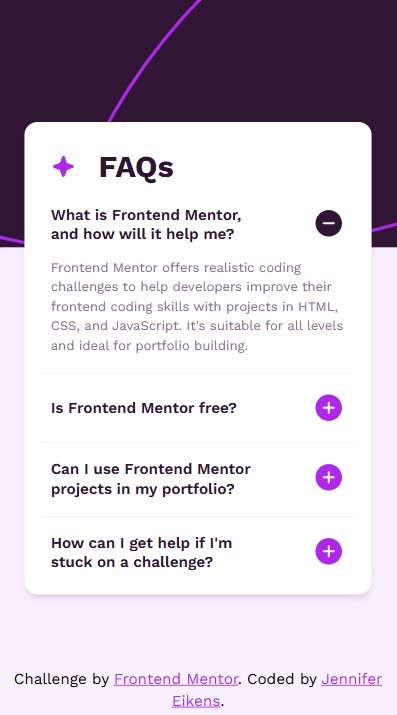 FAQs
What is Frontend Mentor,
and how will it help me?
Frontend Mentor offers realistic coding
challenges to help developers improve their
frontend coding skills with projects in HTML,
CSS, and JavaScript. It's suitable for all levels
and ideal for portfolio building.
Is Frontend Mentor free?
Can I use Frontend Mentor
projects in my portfolio?
How can I get help if I'm
stuck on a challenge?
Challenge by Frontend Mentor. Coded by Jennifer
Eikens.